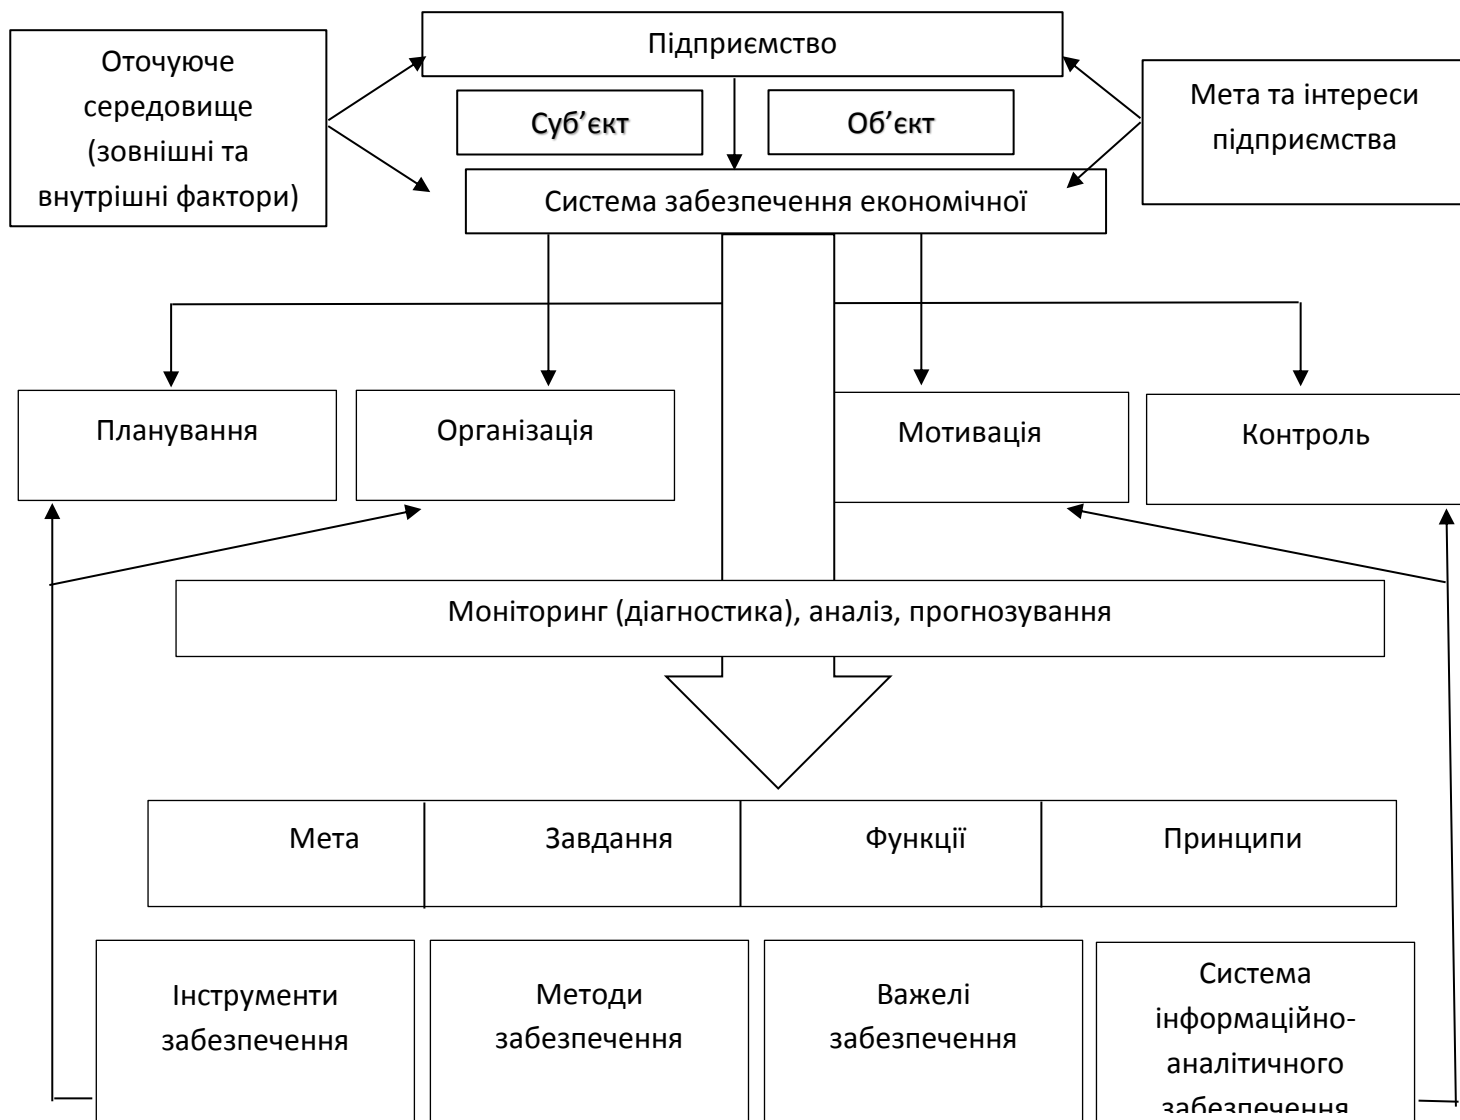 Підприємство
Оточуюче
середовище
(зовнішні та
внутрішні фактори)
Суб’єкт
Об’єкт
Мета та інтереси
підприємства
Система забезпечення економічної
Планування
Організація
Мотивація
Контроль
Моніторинг (діагностика), аналіз, прогнозування
Мета
Завдання
Функції
Принципи
Інструменти
забезпечення
Методи
забезпечення
Важелі
забезпечення
Система
інформаційно-
аналітичного
забезпечення